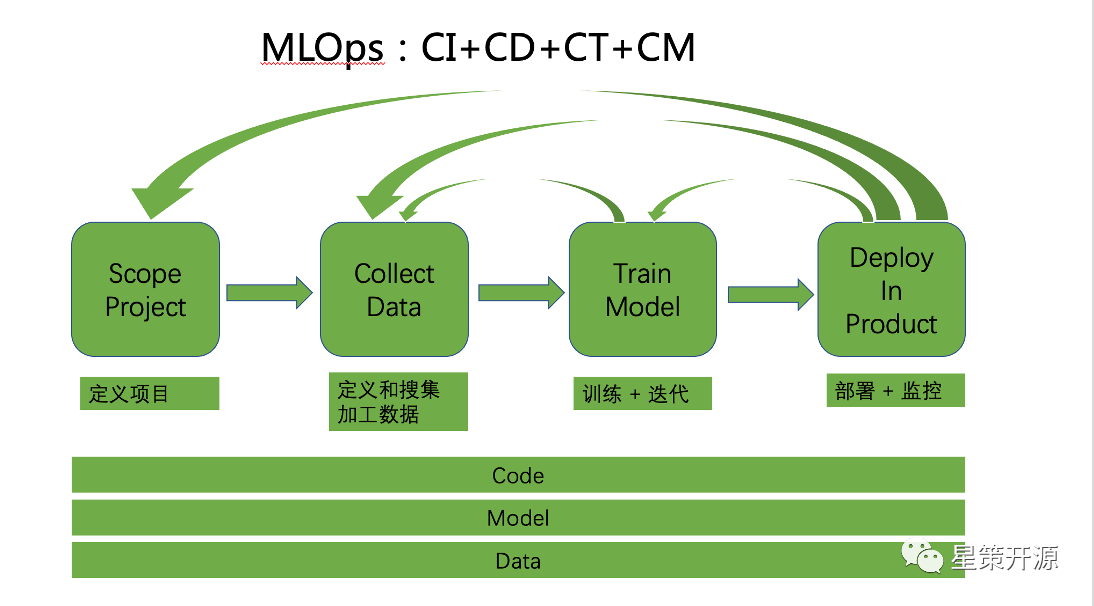 MLOps：CI+CD+CT+CM
Scope
Project
Collect
Data
Train
Model
Deploy
In
Product
定义项目
定义和搜集
加工数据
训练 + 迭代
部署 + 监控
Code
Model
Data
星策开源